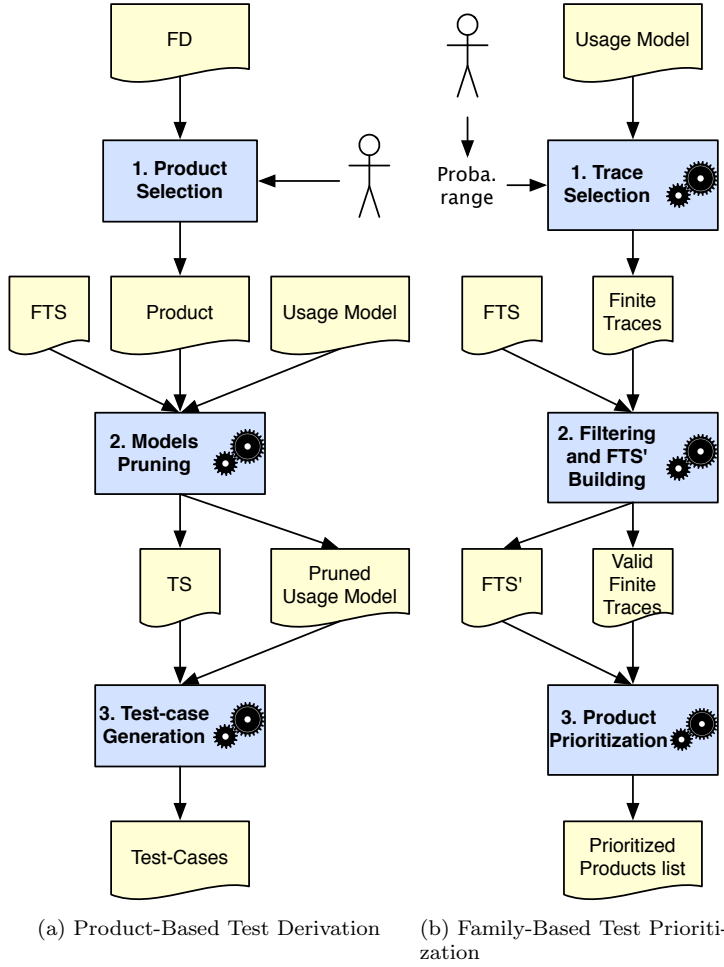 FD
1. Product
Selection
FTS
Product
Usage Model
2. Models
Pruning
TS
Pruned
Usage Model
3. Test-case
Generation
Test-Cases
(a) Product-Based Test Derivation
Usage Model
Proba.
range
1. Trace
Selection
FTS
Finite
Traces
2. Filtering
and FTS'
Building
FTS'
Valid
Finite
Traces
3. Product
Prioritization
Prioritized
Products list
(b) Family-Based Test Prioriti-
zation